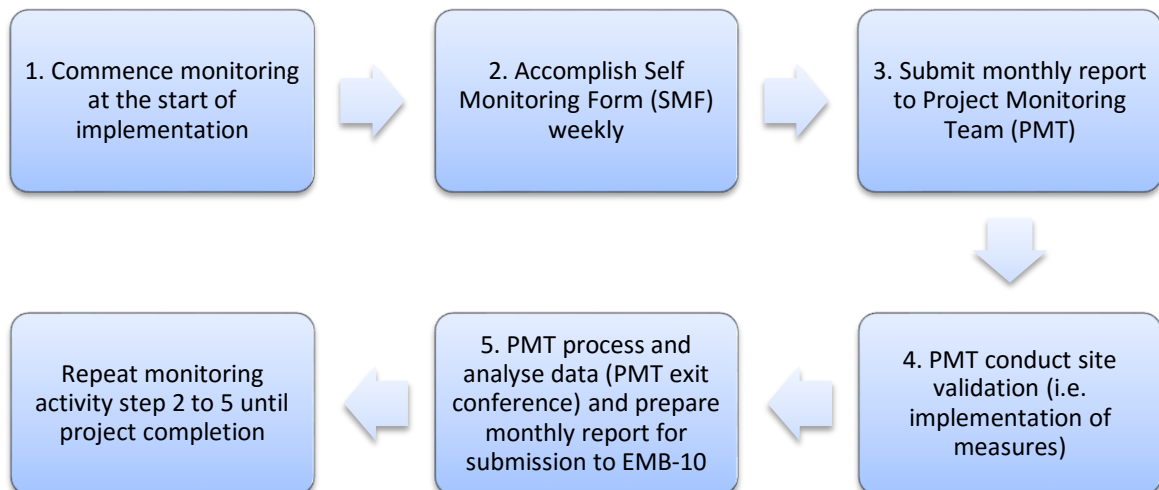 1. Commence monitoring
at the start of
implementation
2. Accomplish Self
Monitoring Form (SMF)
weekly
3. Submit monthly report
to Project Monitoring
Team (PMT)
4. PMT conduct site
validation (i.e.
implementation of
measures)
5. PMT process and
analyse data (PMT exit
conference) and prepare
monthly report for
submission to EMB-10
Repeat monitoring
activity step 2 to 5 until
project completion